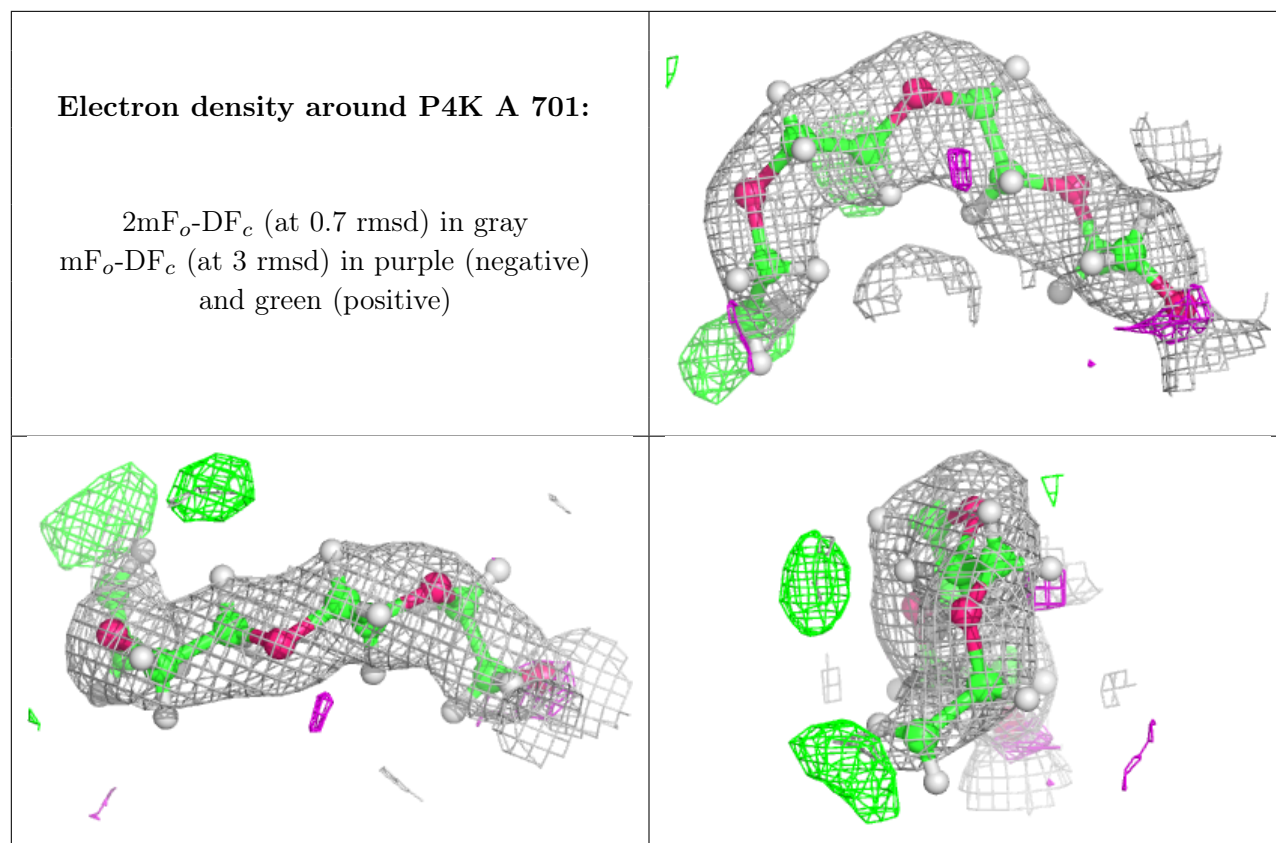 Electron density around P4K A 701:
2mFo-DFc (at 0.7 rmsd) in gray
mFo-DFc (at 3 rmsd) in purple (negative)
and green (positive)